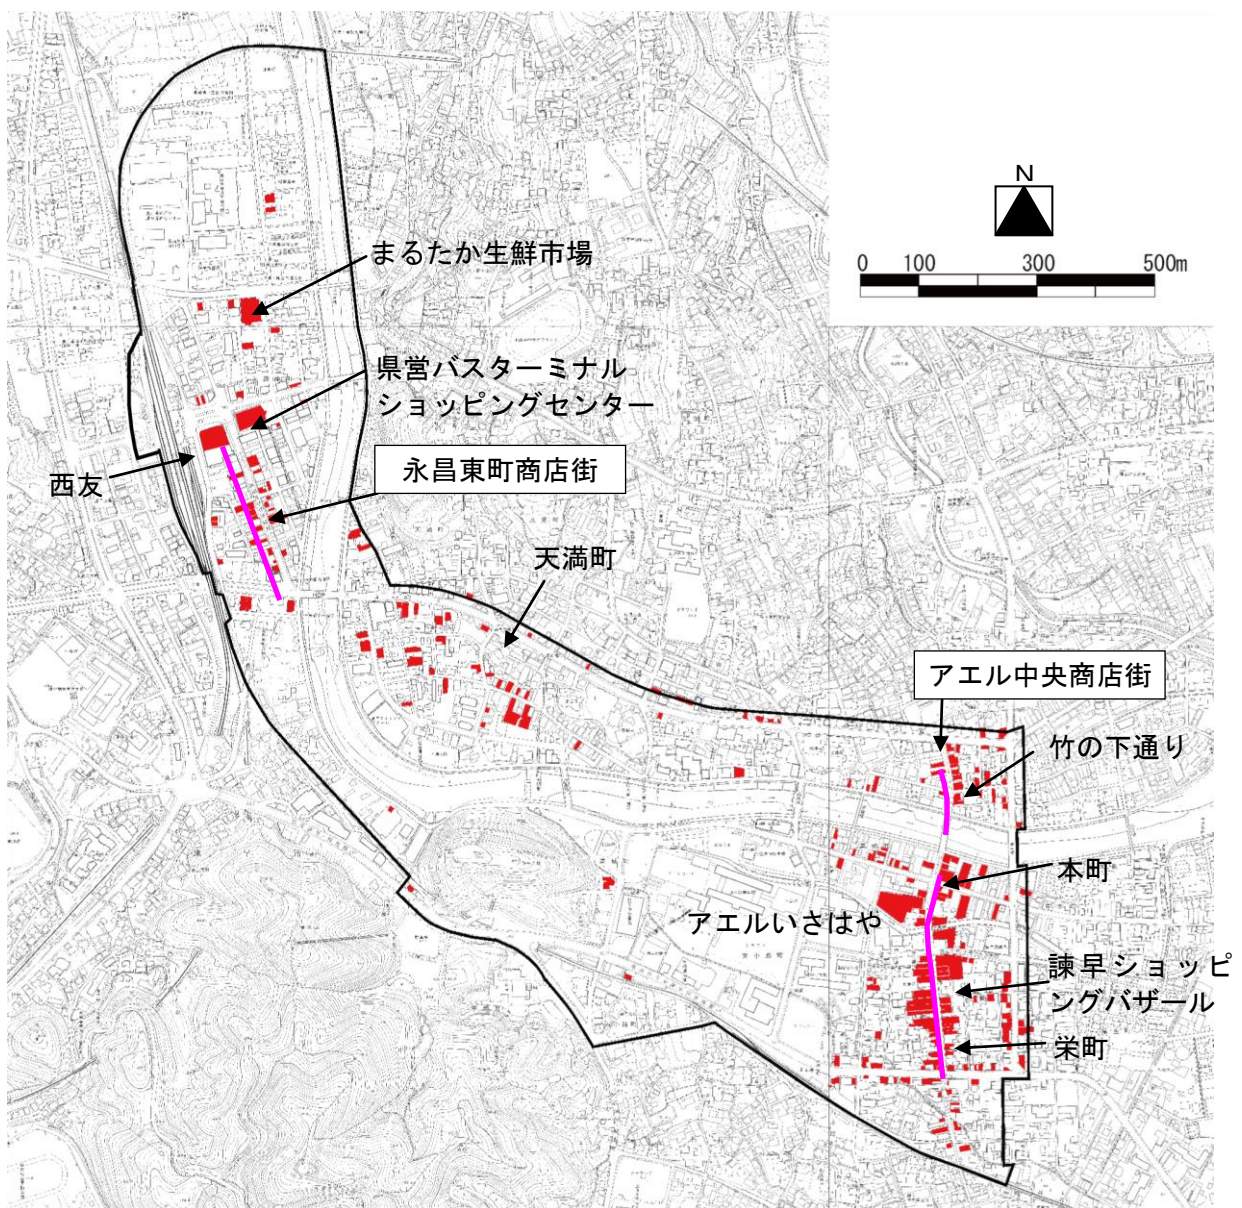 N
0 100 300 500m
まるたか生鮮市場
県営バスターミナル
ショッピングセンター
西友
永昌東町商店街
天満町
アエル中央商店街
竹の下通り
本町
アエルいさはや
諫早ショッピ
ングバザール
栄町